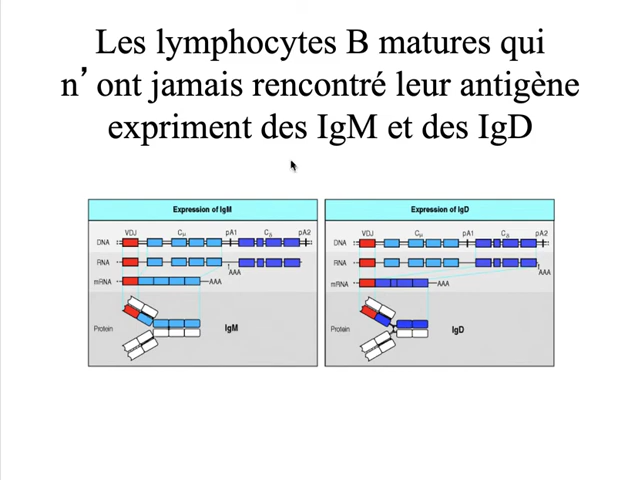 Les lymphocytes B matures qui
n’ont jamais rencontré leur antigène
expriment des IgM et des IgD
Expression of IgM
VDJ Cμ pA1 Cδ pA2
DNA
RNA
AAA
mRNA AAA
Protein IgM
Expression of IgD
VDJ Cμ pA1 Cδ pA2
DNA
RNA
AAA
mRNA AAA
Protein IgD